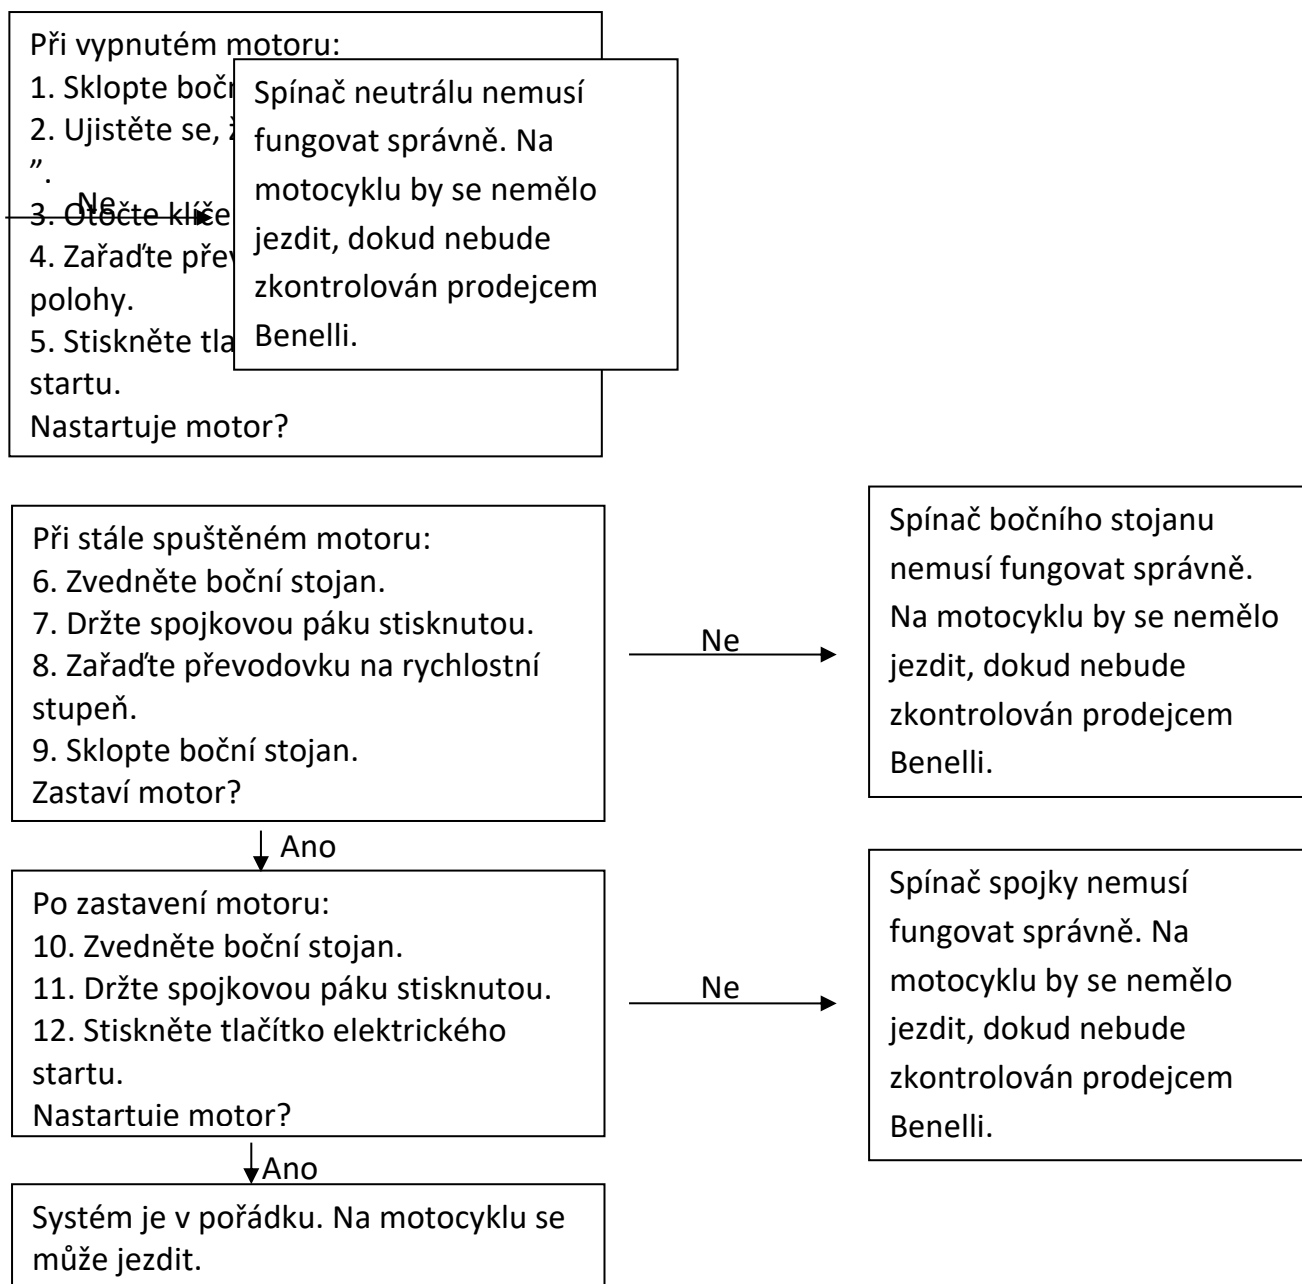 Při vypnutém motoru:
1. Sklopte
2. Ujistěte se,
”.
3. Otočte klíče
4. Zařaďte
polohy.
5. Stiskněte
startu.
Nastartuje motor?
Ne
Spínač neutrálu nemusí
fungovat správně. Na
motocyklu by se nemělo
jezdit, dokud nebude
zkontrolován prodejcem
Benelli.
Při stále spuštěném motoru:
6. Zvedněte boční stojan.
7. Držte spojkovou páku stisknutou.
8. Zařaďte převodovku na rychlostní
stupeň.
9. Sklopte boční stojan.
Zastaví motor?
Ne
Spínač bočního stojanu
nemusí fungovat správně.
Na motocyklu by se nemělo
jezdit, dokud nebude
zkontrolován prodejcem
Benelli.
Ano
Po zastavení motoru:
10. Zvedněte boční stojan.
11. Držte spojkovou páku stisknutou.
12. Stiskněte tlačítko elektrického
startu.
Nastartuje motor?
Ne
Spínač spojky nemusí
fungovat správně. Na
motocyklu by se nemělo
jezdit, dokud nebude
zkontrolován prodejcem
Benelli.
Ano
Systém je v pořádku. Na motocyklu se
může jezdit.